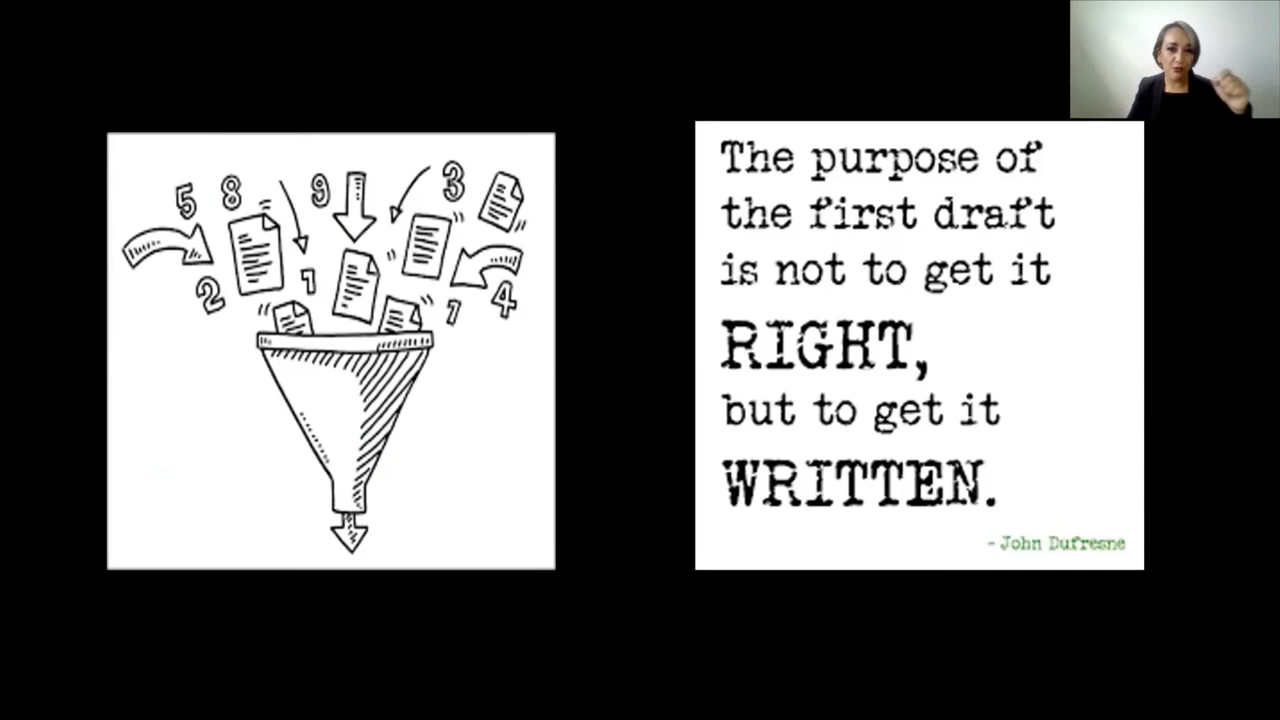 5 8 9 3
2 1 1 4
The purpose of
the first draft
is not to get it
RIGHT,
but to get it
WRITTEN.
- John Dufresne